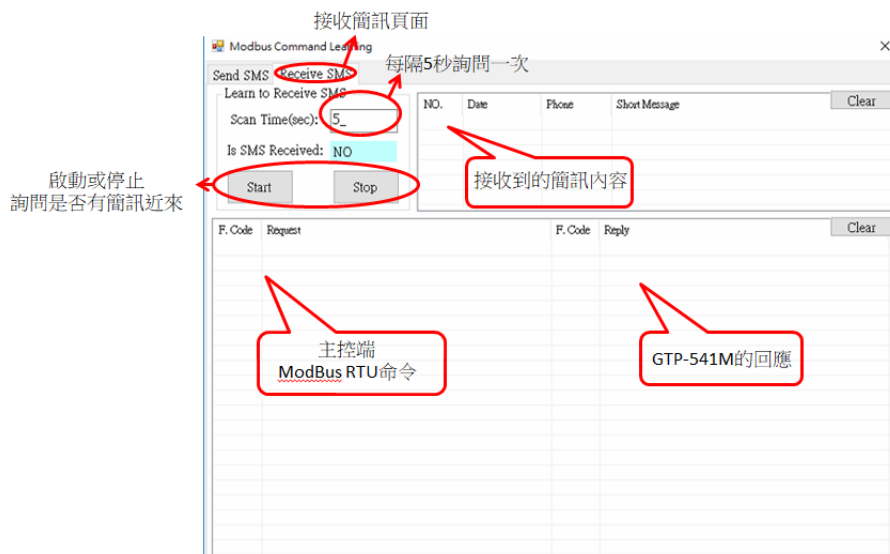 接收簡訊頁面
Modbus Command Learning
每隔5秒詢問一次
Send SMS Receive SMS
Learn to Receive SMS
Scan Time(sec): 5_
NO. Date Phone Short Message Clear
Is SMS Received: NO
接收到的簡訊內容
啟動或停止
詢問是否有簡訊近來
Start Stop
F. Code Request F. Code Reply Clear
主控端
ModBus RTU命令
GTP-541M的回應